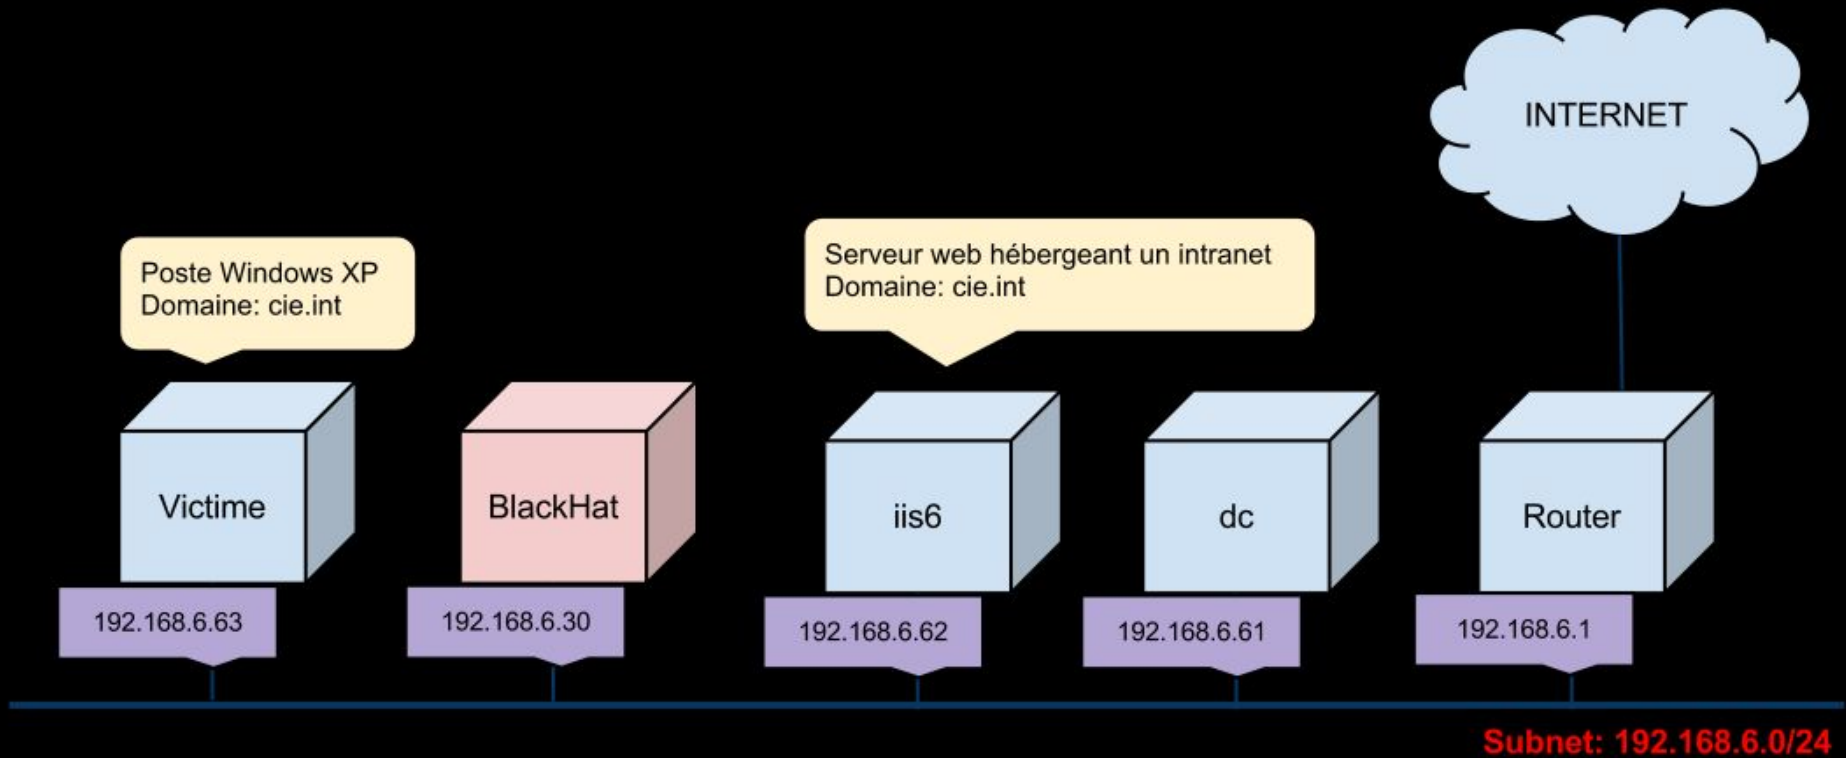 INTERNET
Poste Windows XP
Domaine: cie.int
Serveur web hébergeant un intranet
Domaine: cie.int
Victime
BlackHat
iis6
dc
Router
192.168.6.63
192.168.6.30
192.168.6.62
192.168.6.61
192.168.6.1
Subnet: 192.168.6.0/24